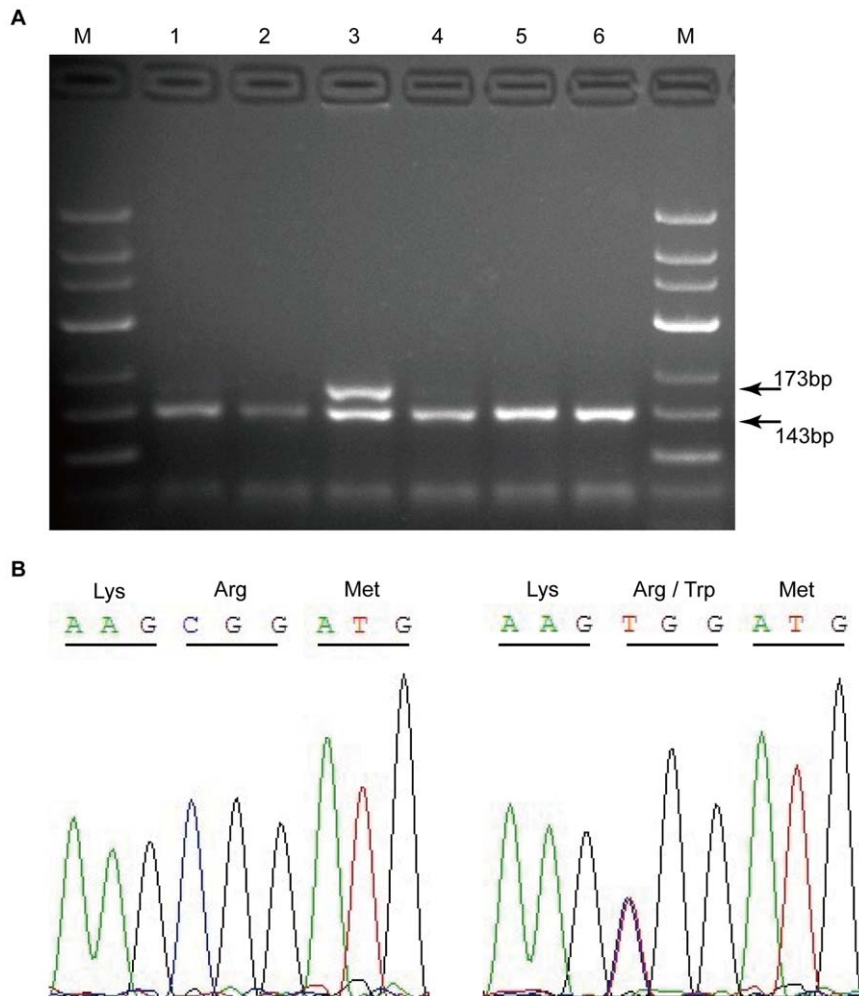 A
M 1 2 3 4 5 6 M
173bp
143bp
B
Lys Arg Met Lys Arg / Trp Met
A A G C G G A T G A A G T G G A T G